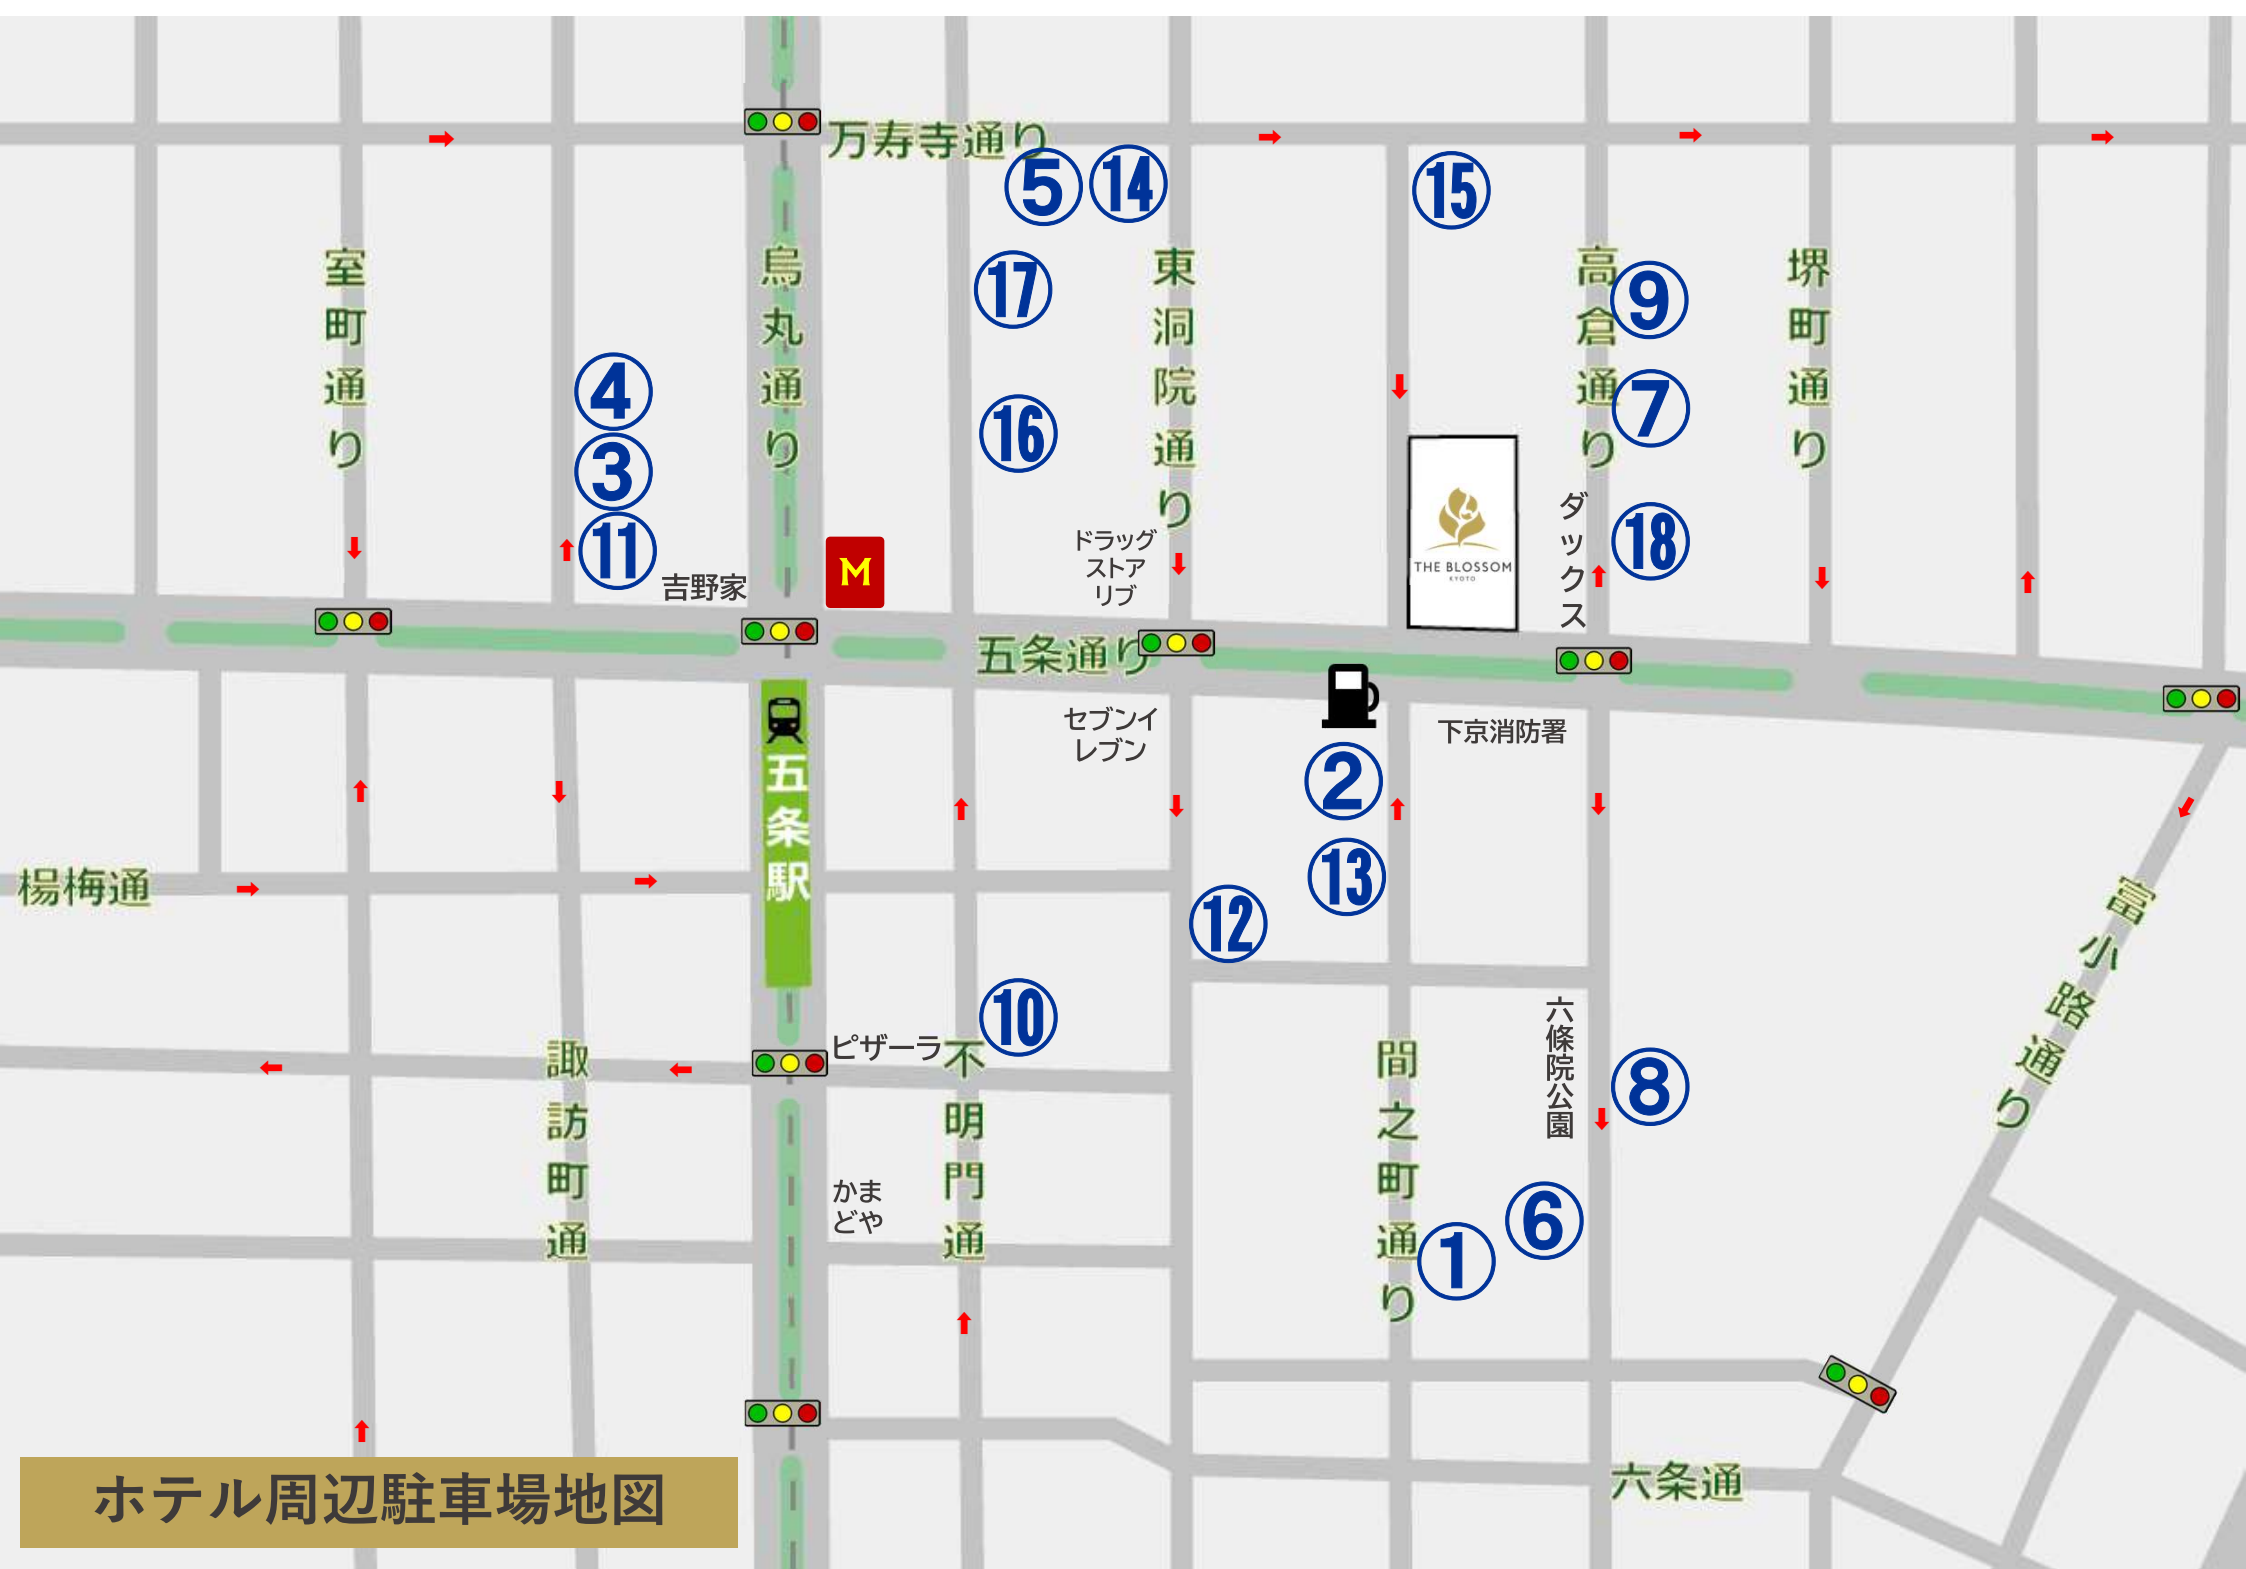 万寿寺通り
⑤
⑭
⑮
室町通り
烏丸通り
東洞院通り
高倉通り
堺町通り
⑰
⑨
④
⑦
⑯
③
⑪
⑱
吉野家
M
ドラッグ
ストア
リブ
THE BLOSSOM
KYOTO
ダックス
五条通り
五条駅
セブンイ
レブン
下京消防署
②
⑬
楊梅通
⑫
富小路通り
⑩
ピザーラ
六條院公園
諏訪町通
不明門通
間之町通り
⑧
かま
どや
⑥
①
六条通
ホテル周辺駐車場地図